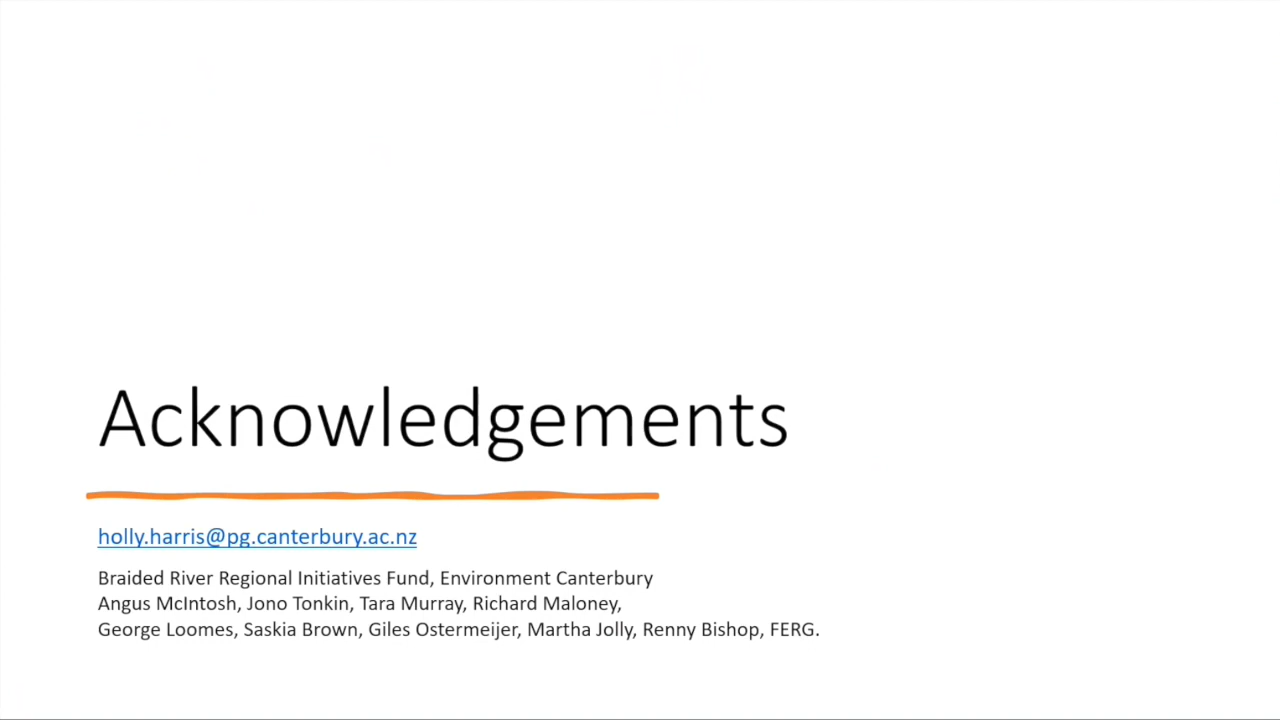 Acknowledgements
holly.harris@pg.canterbury.ac.nz
Braided River Regional Initiatives Fund, Environment Canterbury
Angus McIntosh, Jono Tonkin, Tara Murray, Richard Maloney,
George Loomes, Saskia Brown, Giles Ostermeijer, Martha Jolly, Renny Bishop, FERG.